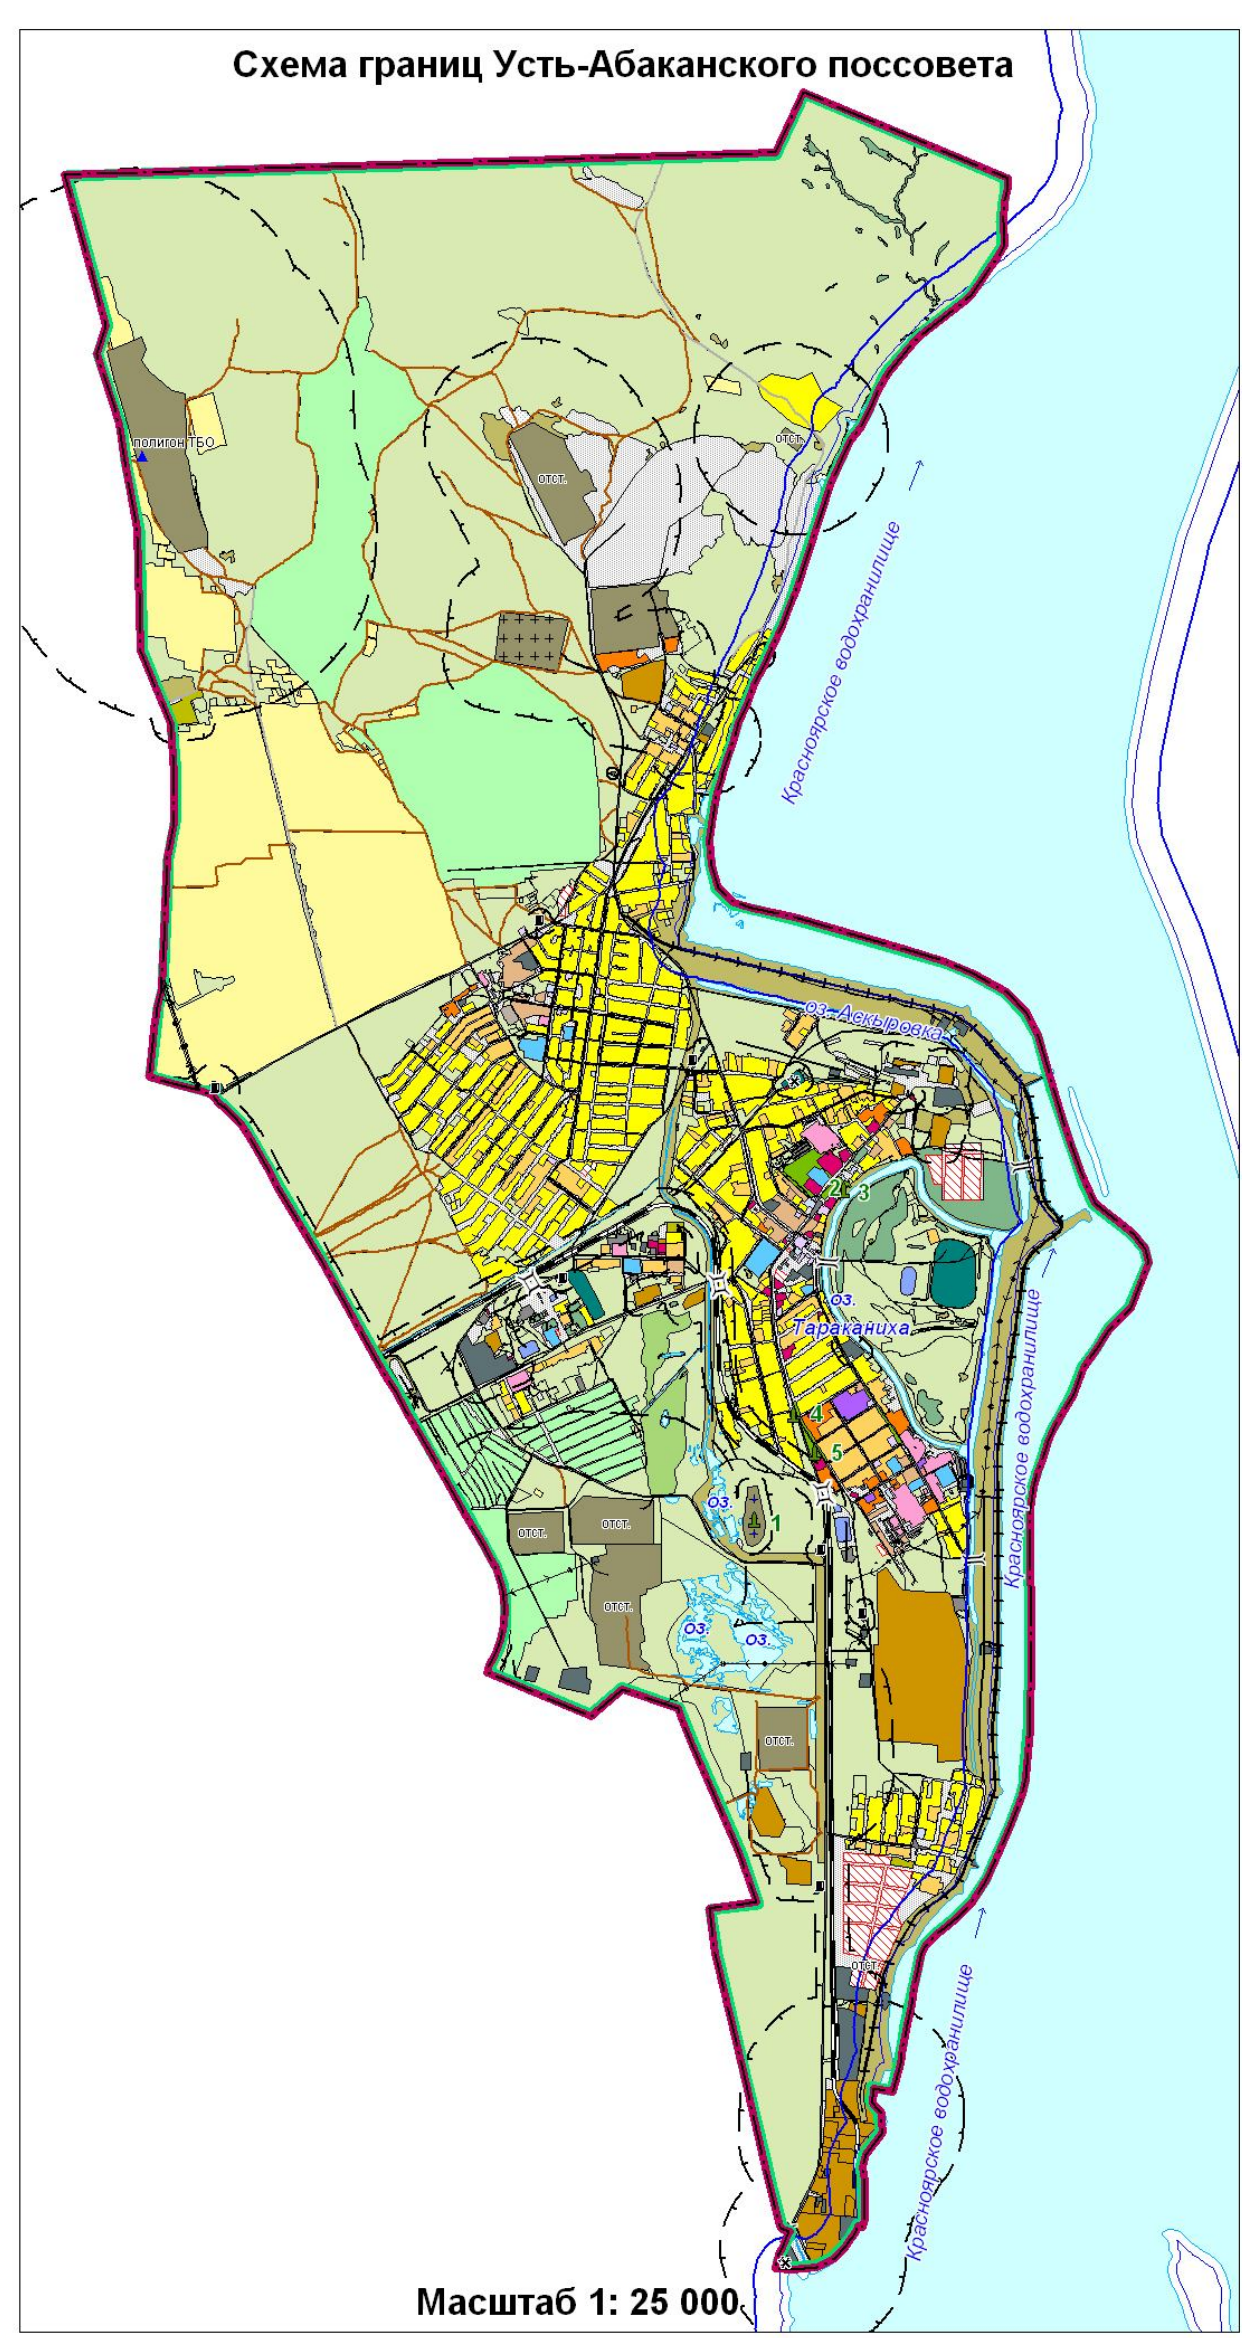 Схема границ Усть-Абаканского поссовета
полигон ТБО
отст.
отст.
Красноярское водохранилище
оз. Аскыровка
2
3
оз.
Тараканиха
4
5
Красноярское водохранилище
оз.
1
отст.
отст.
отст.
оз.
оз.
отст.
отст.
Красноярское водохранилище
Масштаб 1: 25 000